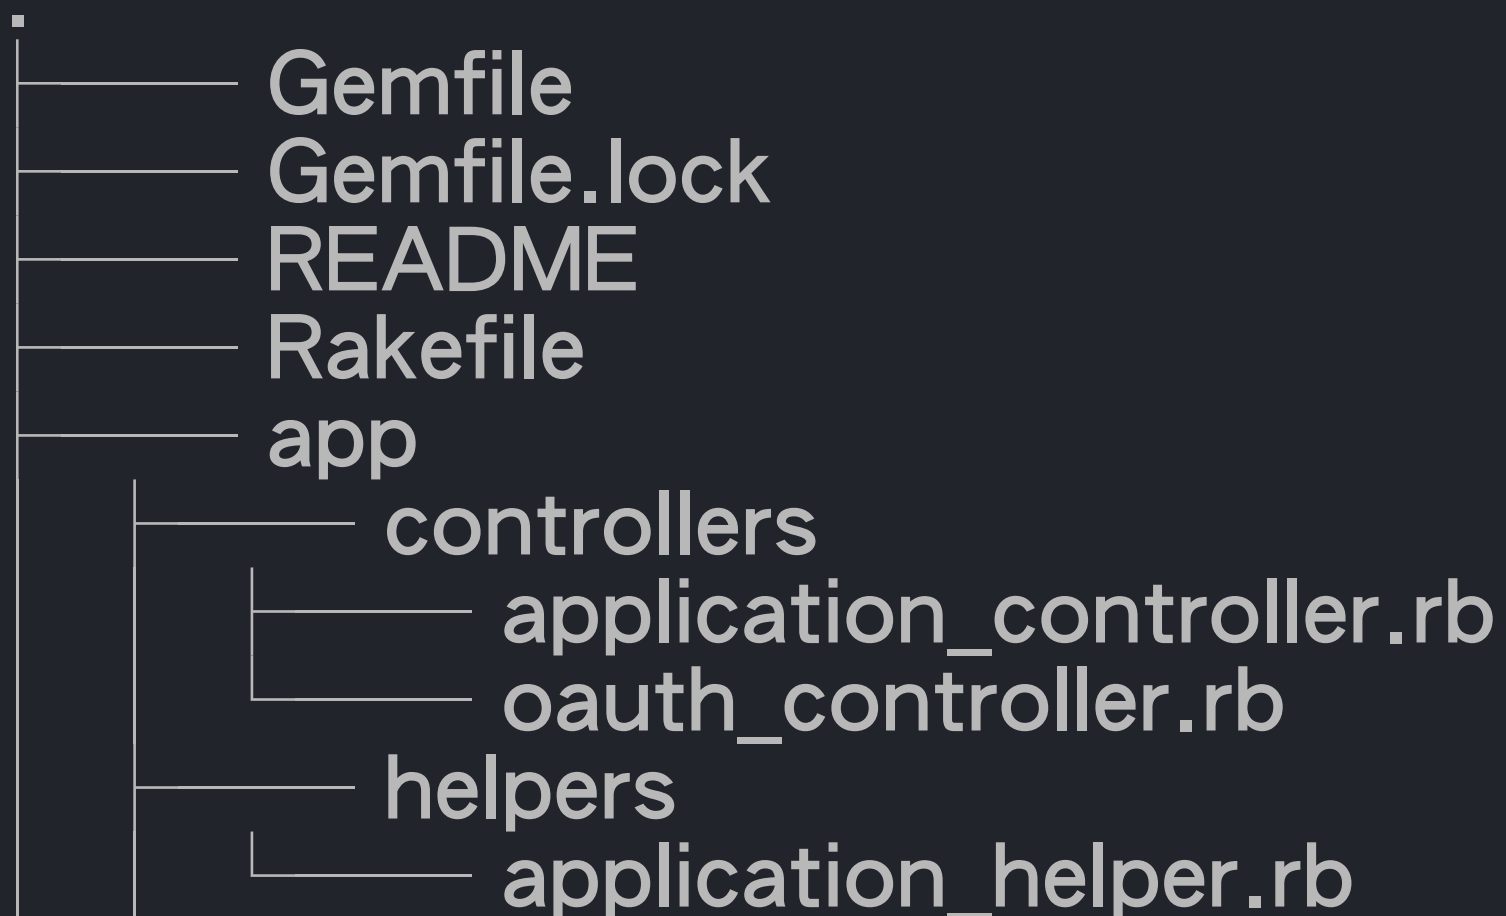 .
Gemfile
Gemfile.lock
README
Rakefile
app
controllers
application_controller.rb
oauth_controller.rb
helpers
application_helper.rb